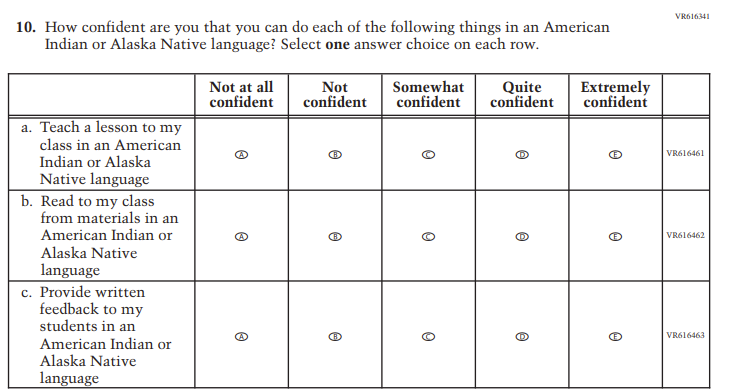 VR616341
10. How confident are you that you can do each of the following things in an American
Indian or Alaska Native language? Select one answer choice on each row.
Not at all confident Not confident Somewhat confident Quite confident Extremely confident
a. Teach a lesson to my
class in an American
Indian or Alaska
Native language
A B C D E VR616461
b. Read to my class
from materials in an
American Indian or
Alaska Native
language
A B C D E VR616462
c. Provide written
feedback to my
students in an
American Indian or
Alaska Native
language
A B C D E VR616463